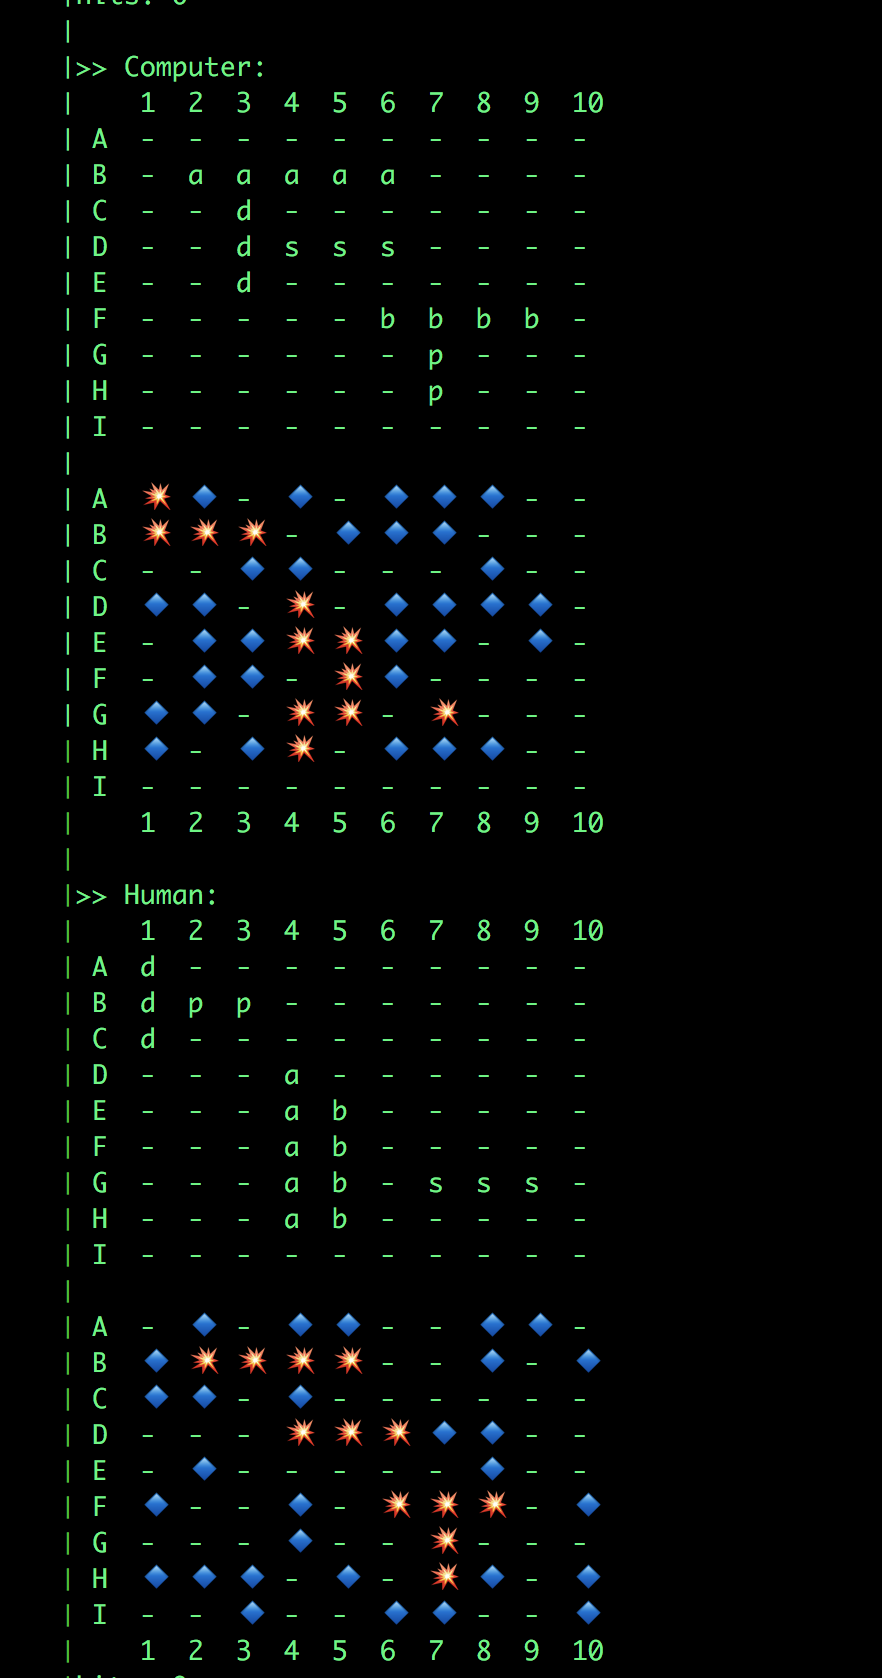 |
|>> Computer:
|    1  2  3  4  5  6  7  8  9  10
| A  -  -  -  -  -  -  -  -  -  -
| B  -  a  a  a  a  a  -  -  -  -
| C  -  -  d  -  -  -  -  -  -  -
| D  -  -  d  s  s  s  -  -  -  -
| E  -  -  d  -  -  -  -  -  -  -
| F  -  -  -  -  -  b  b  b  b  -
| G  -  -  -  -  -  -  p  -  -  -
| H  -  -  -  -  -  -  p  -  -  -
| I  -  -  -  -  -  -  -  -  -  -
|
| A  💥 🔷 -  🔷 -  🔷 🔷 🔷 -  -
| B  💥 💥 💥 -  🔷 🔷 🔷 -  -  -
| C  -  -  🔷 🔷 -  -  -  🔷 -  -
| D  🔷 🔷 -  💥 -  🔷 🔷 🔷 🔷 -
| E  -  🔷 🔷 💥 💥 🔷 🔷 -  🔷 -
| F  -  🔷 🔷 -  💥 🔷 -  -  -  -
| G  🔷 🔷 -  💥 💥 -  💥 -  -  -
| H  🔷 -  🔷 💥 -  🔷 🔷 🔷 -  -
| I  -  -  -  -  -  -  -  -  -  -
|    1  2  3  4  5  6  7  8  9  10
|
|>> Human:
|    1  2  3  4  5  6  7  8  9  10
| A  d  -  -  -  -  -  -  -  -  -
| B  d  p  p  -  -  -  -  -  -  -
| C  d  -  -  -  -  -  -  -  -  -
| D  -  -  -  a  -  -  -  -  -  -
| E  -  -  -  a  b  -  -  -  -  -
| F  -  -  -  a  b  -  -  -  -  -
| G  -  -  -  a  b  -  s  s  s  -
| H  -  -  -  a  b  -  -  -  -  -
| I  -  -  -  -  -  -  -  -  -  -
|
| A  -  🔷 -  🔷 🔷 -  -  🔷 🔷 -
| B  🔷 💥 💥 💥 💥 -  -  🔷 -  🔷
| C  🔷 🔷 -  🔷 -  -  -  -  -  -
| D  -  -  -  💥 💥 💥 🔷 🔷 -  -
| E  -  🔷 -  -  -  -  -  🔷 -  -
| F  🔷 -  -  🔷 -  💥 💥 💥 -  🔷
| G  -  -  -  🔷 -  -  💥 -  -  -
| H  🔷 🔷 🔷 -  🔷 -  💥 🔷 -  🔷
| I  -  -  🔷 -  -  🔷 🔷 -  -  🔷
|    1  2  3  4  5  6  7  8  9  10